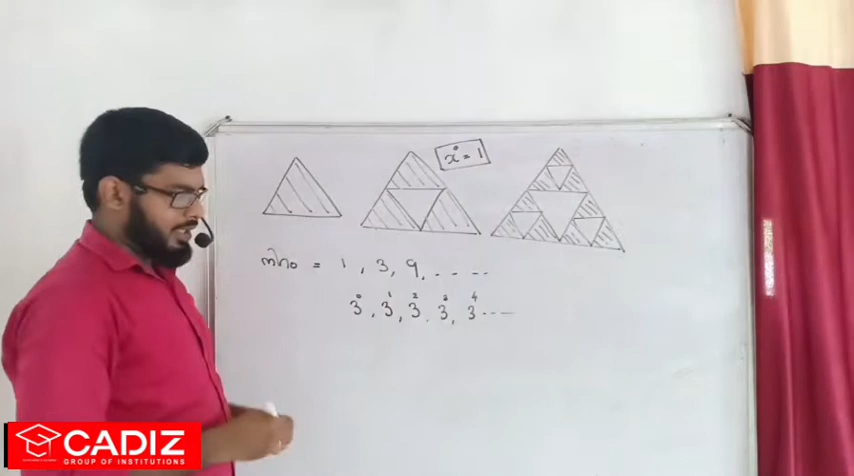 x⁰ = 1
എണ്ണം = 1, 3, 9, - - - -
3⁰, 3¹, 3², 3³, 3⁴ - - -
CADIZ
GROUP OF INSTITUTIONS